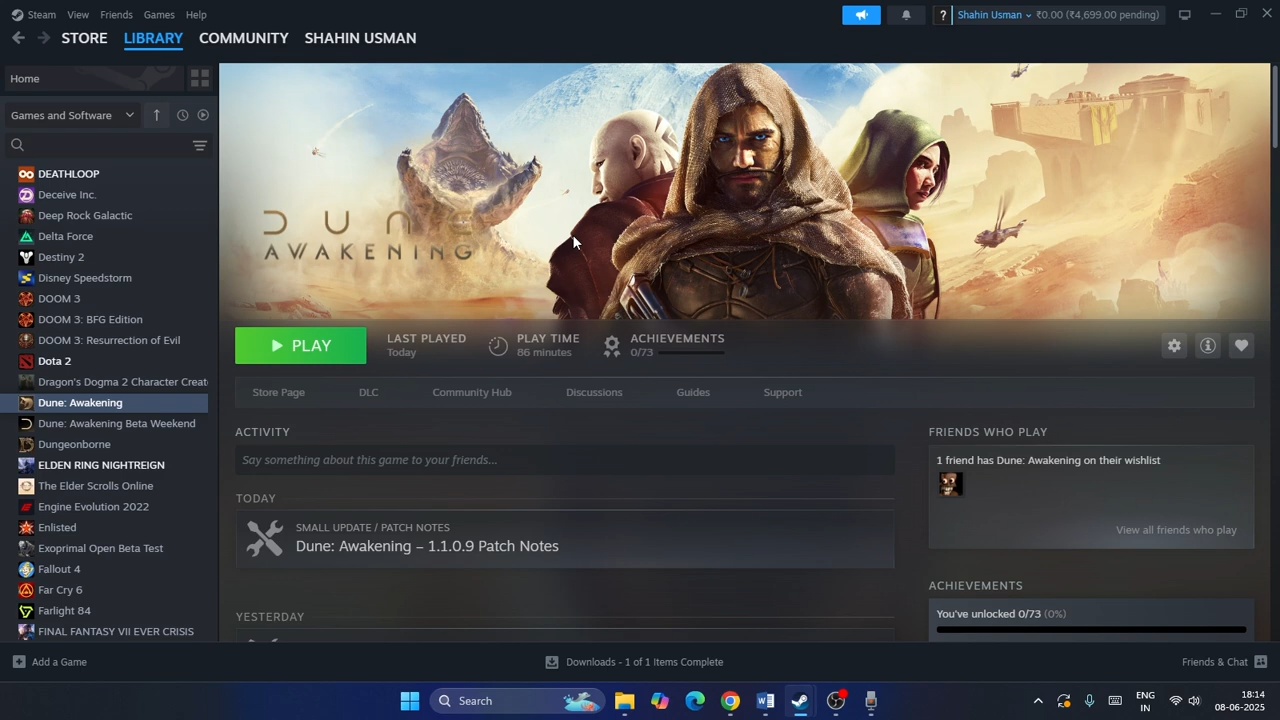 Steam View Friends Games Help
? Shahin Usman ₹0.00 (₹4,699.00 pending)
STORE LIBRARY COMMUNITY SHAHIN USMAN
Home
Games and Software
DEATHLOOP
Deceive Inc.
Deep Rock Galactic
Delta Force
Destiny 2
Disney Speedstorm
DOOM 3
DOOM 3: BFG Edition
DOOM 3: Resurrection of Evil
Dota 2
Dragon's Dogma 2 Character Creat
Dune: Awakening
Dune: Awakening Beta Weekend
Dungeonborne
ELDEN RING NIGHTREIGN
The Elder Scrolls Online
Engine Evolution 2022
Enlisted
Exoprimal Open Beta Test
Fallout 4
Far Cry 6
Farlight 84
FINAL FANTASY VII EVER CRISIS
DUNE
AWAKENING
PLAY
LAST PLAYED
Today
PLAY TIME
86 minutes
ACHIEVEMENTS
0/73
Store Page DLC Community Hub Discussions Guides Support
ACTIVITY
Say something about this game to your friends...
TODAY
SMALL UPDATE / PATCH NOTES
Dune: Awakening – 1.1.0.9 Patch Notes
YESTERDAY
FRIENDS WHO PLAY
1 friend has Dune: Awakening on their wishlist
View all friends who play
ACHIEVEMENTS
You've unlocked 0/73 (0%)
Add a Game
Downloads - 1 of 1 Items Complete
Friends & Chat
Search
ENG
IN
18:14
08-06-2025